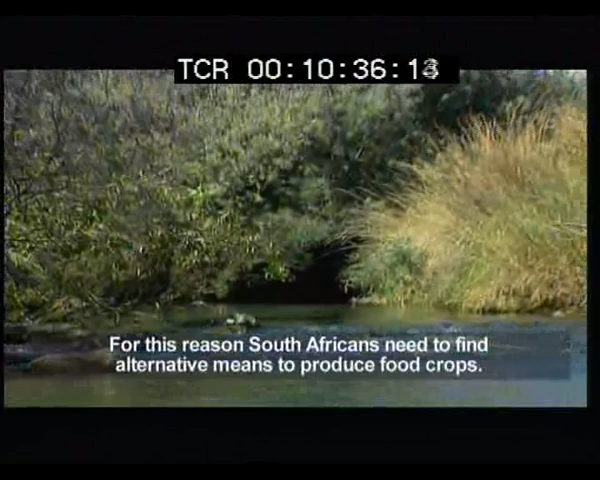 TCR 00:10:36:13
For this reason South Africans need to find
alternative means to produce food crops.